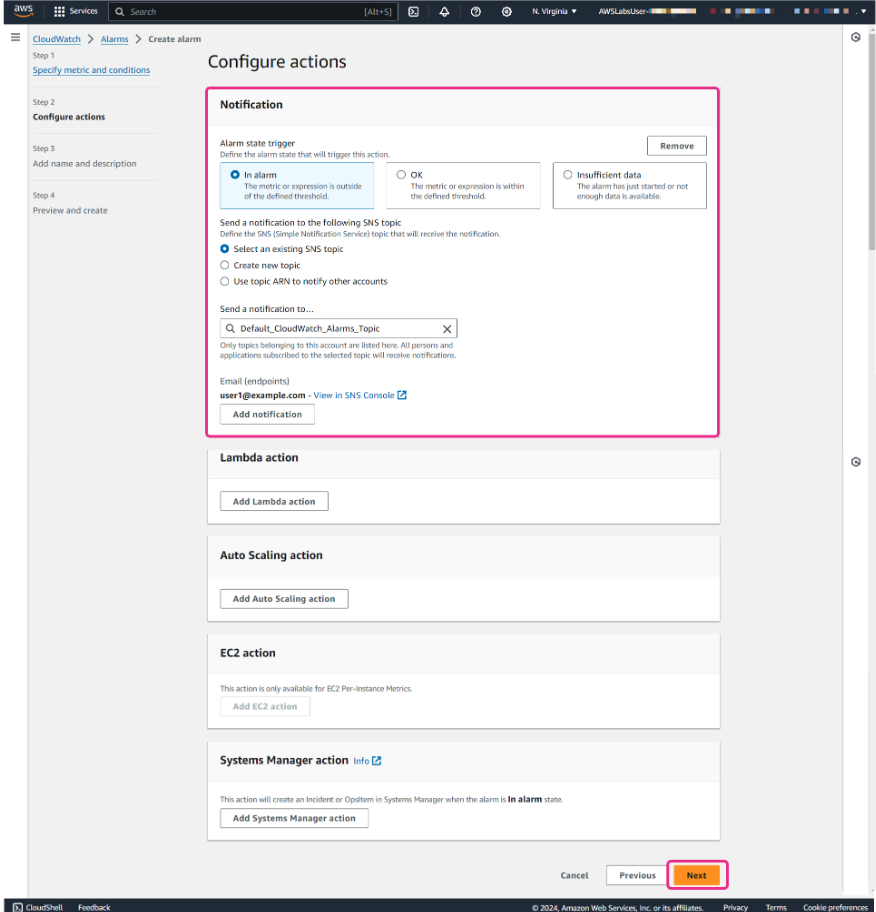 aws
Services
Search
[Alt+S]
N. Virginia
AWSLabsUser-
CloudWatch > Alarms > Create alarm
Step 1
Specify metric and conditions
Step 2
Configure actions
Step 3
Add name and description
Step 4
Preview and create
Configure actions
Notification
Alarm state trigger
Define the alarm state that will trigger this action.
Remove
In alarm
The metric or expression is outside
of the defined threshold.
OK
The metric or expression is within
the defined threshold.
Insufficient data
The alarm has just started or not
enough data is available.
Send a notification to the following SNS topic
Define the SNS (Simple Notification Service) topic that will receive the notification.
Select an existing SNS topic
Create new topic
Use topic ARN to notify other accounts
Send a notification to...
Default_CloudWatch_Alarms_Topic
Only topics belonging to this account are listed here. All persons and
applications subscribed to the selected topic will receive notifications.
Email (endpoints)
user1@example.com - View in SNS Console
Add notification
Lambda action
Add Lambda action
Auto Scaling action
Add Auto Scaling action
EC2 action
This action is only available for EC2 Per-Instance Metrics.
Add EC2 action
Systems Manager action Info
This action will create an Incident or OpsItem in Systems Manager when the alarm is In alarm state.
Add Systems Manager action
Cancel
Previous
Next
CloudShell
Feedback
© 2024, Amazon Web Services, Inc. or its affiliates.
Privacy
Terms
Cookie preferences